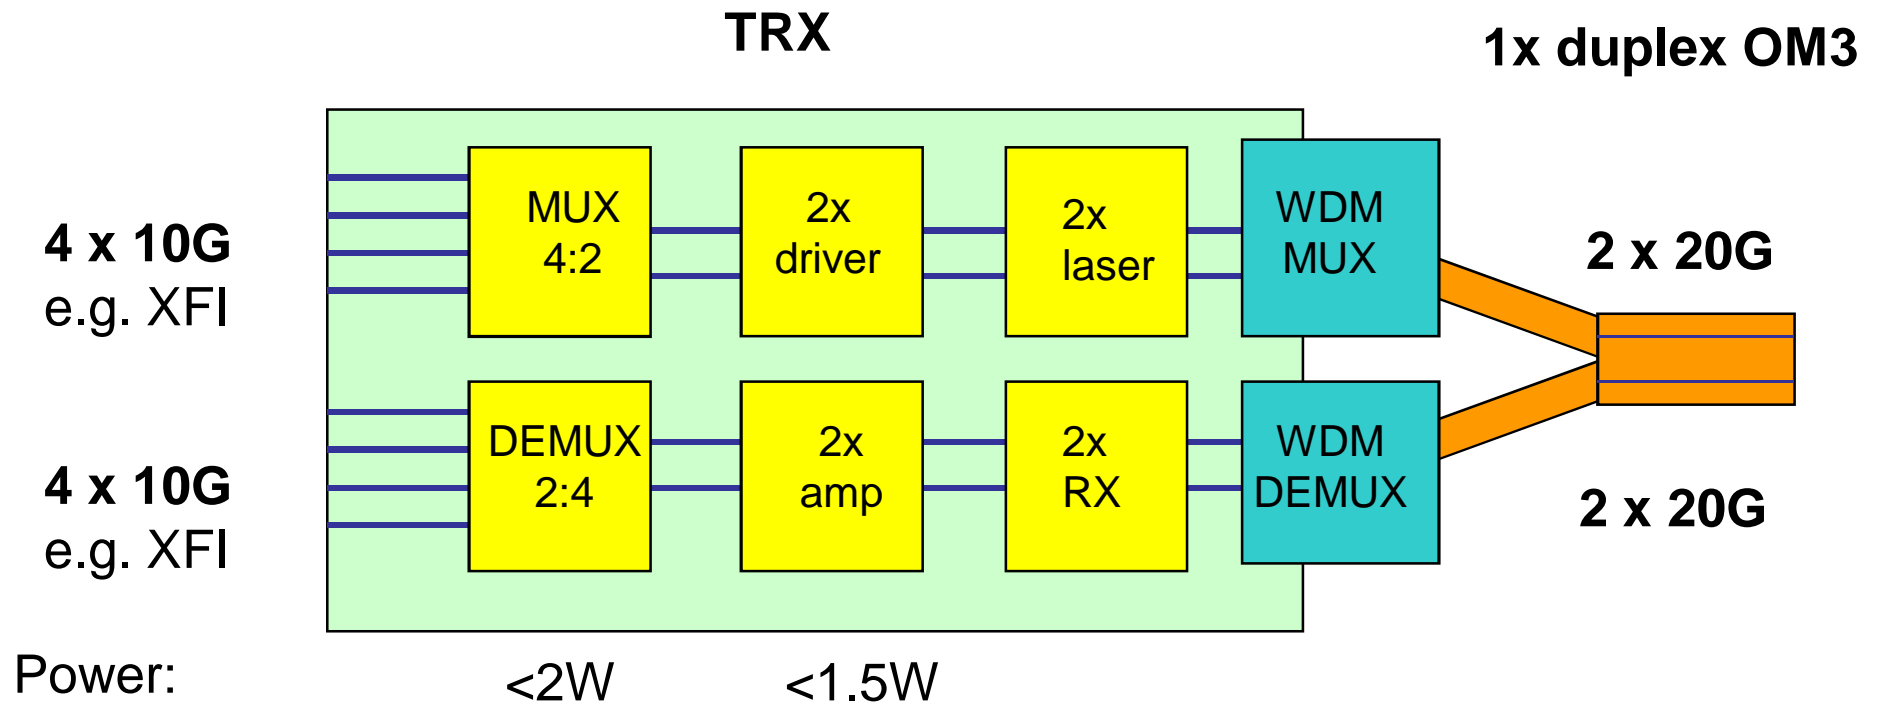 TRX
1x duplex OM3
4 x 10G
e.g. XFI
MUX
4:2
2x
driver
2x
laser
WDM
MUX
2 x 20G
4 x 10G
e.g. XFI
DEMUX
2:4
2x
amp
2x
RX
WDM
DEMUX
2 x 20G
Power:
<2W
<1.5W